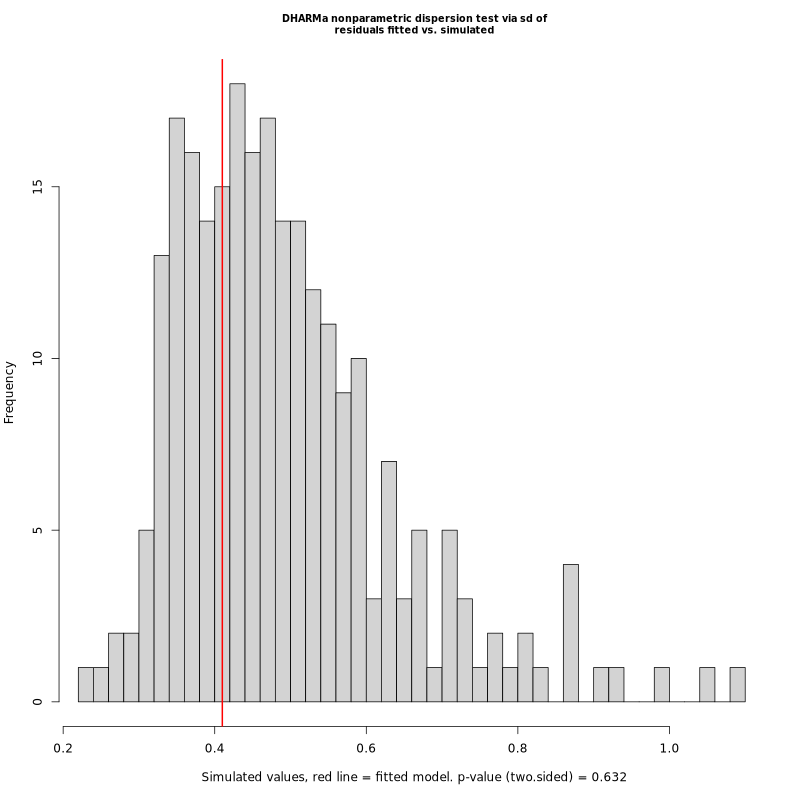 DHARMa nonparametric dispersion test via sd of
residuals fitted vs. simulated
Frequency
15
10
5
0
0.2 0.4 0.6 0.8 1.0
Simulated values, red line = fitted model. p-value (two.sided) = 0.632